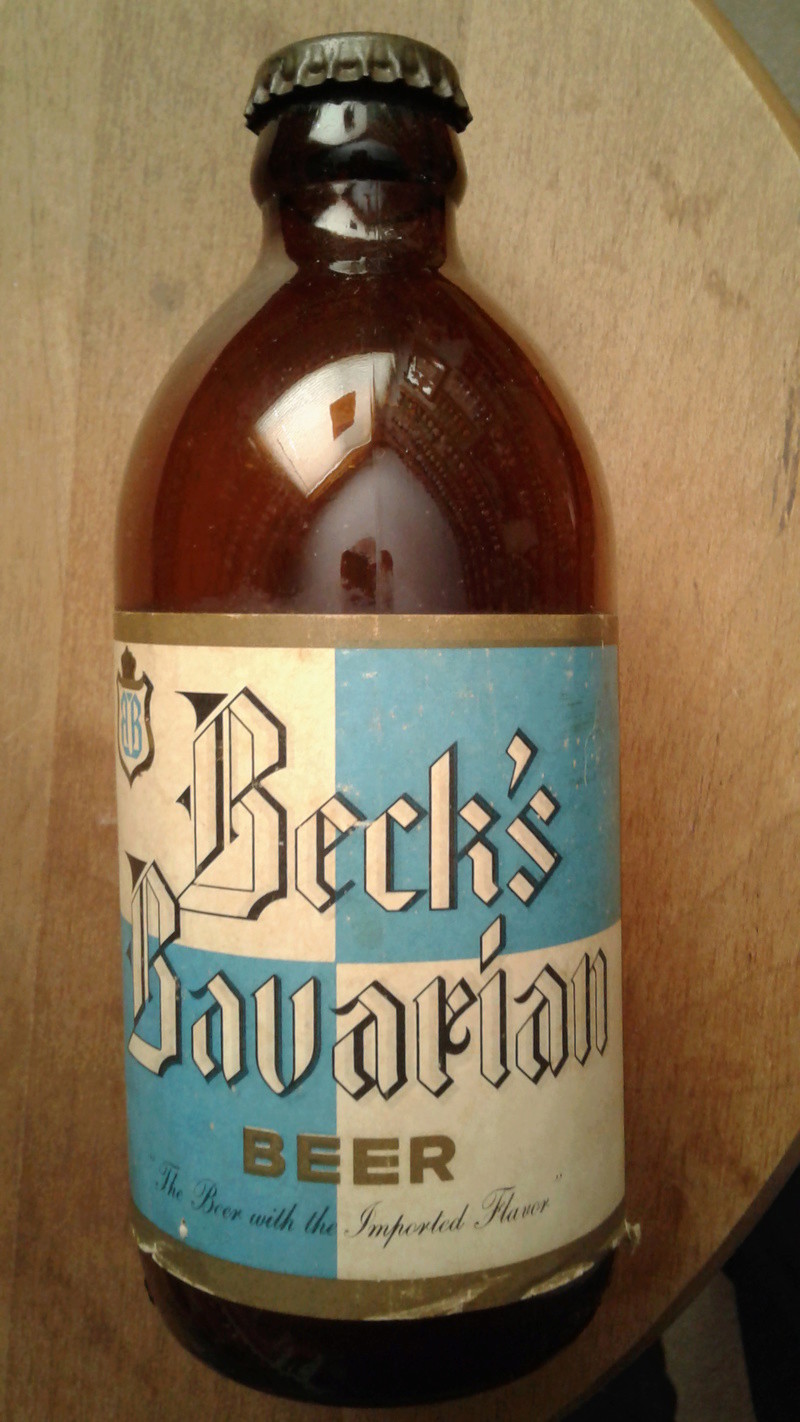 Beck's
Bavarian
BEER
"The Beer with the Imported Flavor"